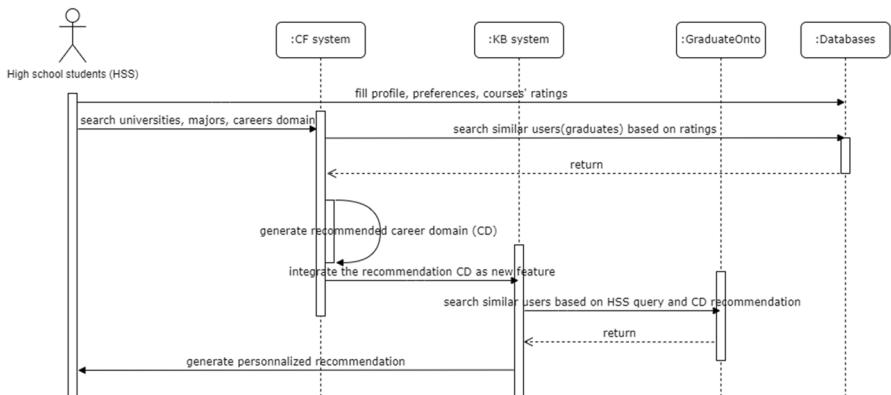 :CF system
:KB system
:GraduateOnto
:Databases
High school students (HSS)
fill profile, preferences, courses' ratings
search universities, majors, careers domain
search similar users(graduates) based on ratings
return
generate recommended career domain (CD)
integrate the recommendation CD as new feature
search similar users based on HSS query and CD recommendation
return
generate personnalized recommendation